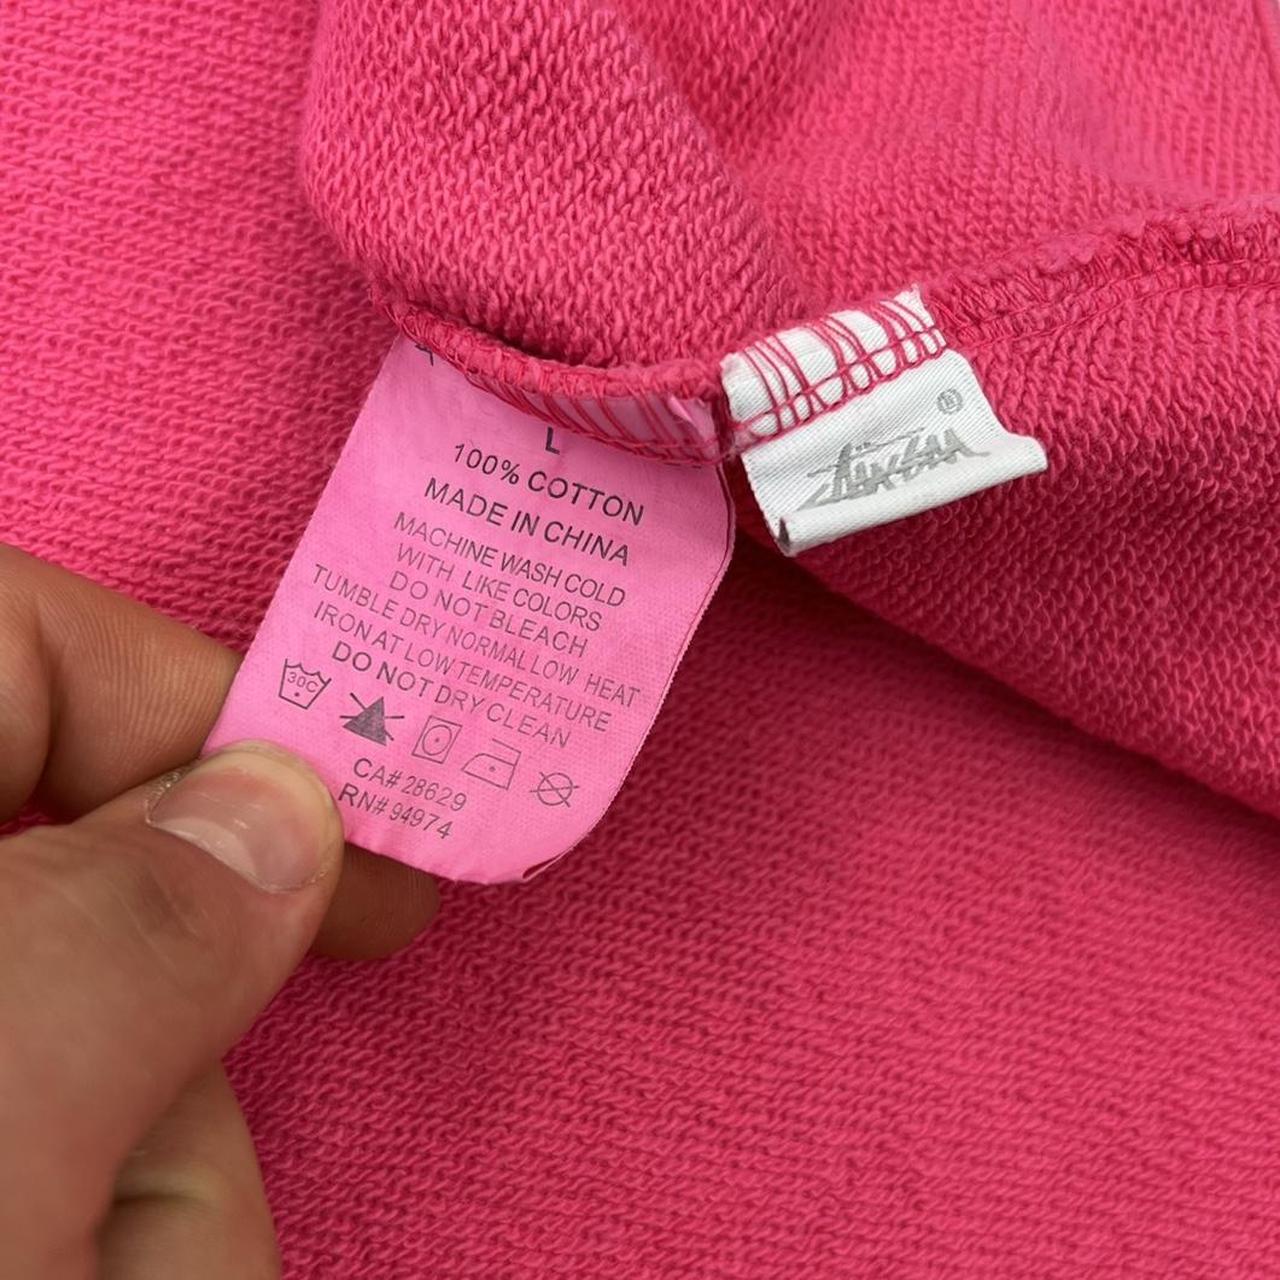 L
100% COTTON
MADE IN CHINA
MACHINE WASH COLD
WITH LIKE COLORS
DO NOT BLEACH
TUMBLE DRY NORMAL LOW HEAT
IRON AT LOW TEMPERATURE
DO NOT DRY CLEAN
30C
CA# 28629
RN# 94974
Stüssy ®